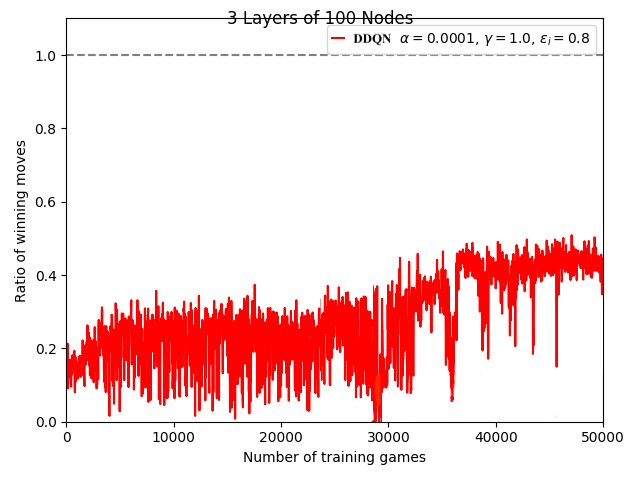 3 Layers of 100 Nodes
DDQN α = 0.0001, γ = 1.0, εᵢ = 0.8
1.0
0.8
0.6
0.4
0.2
0.0
Ratio of winning moves
0 10000 20000 30000 40000 50000
Number of training games